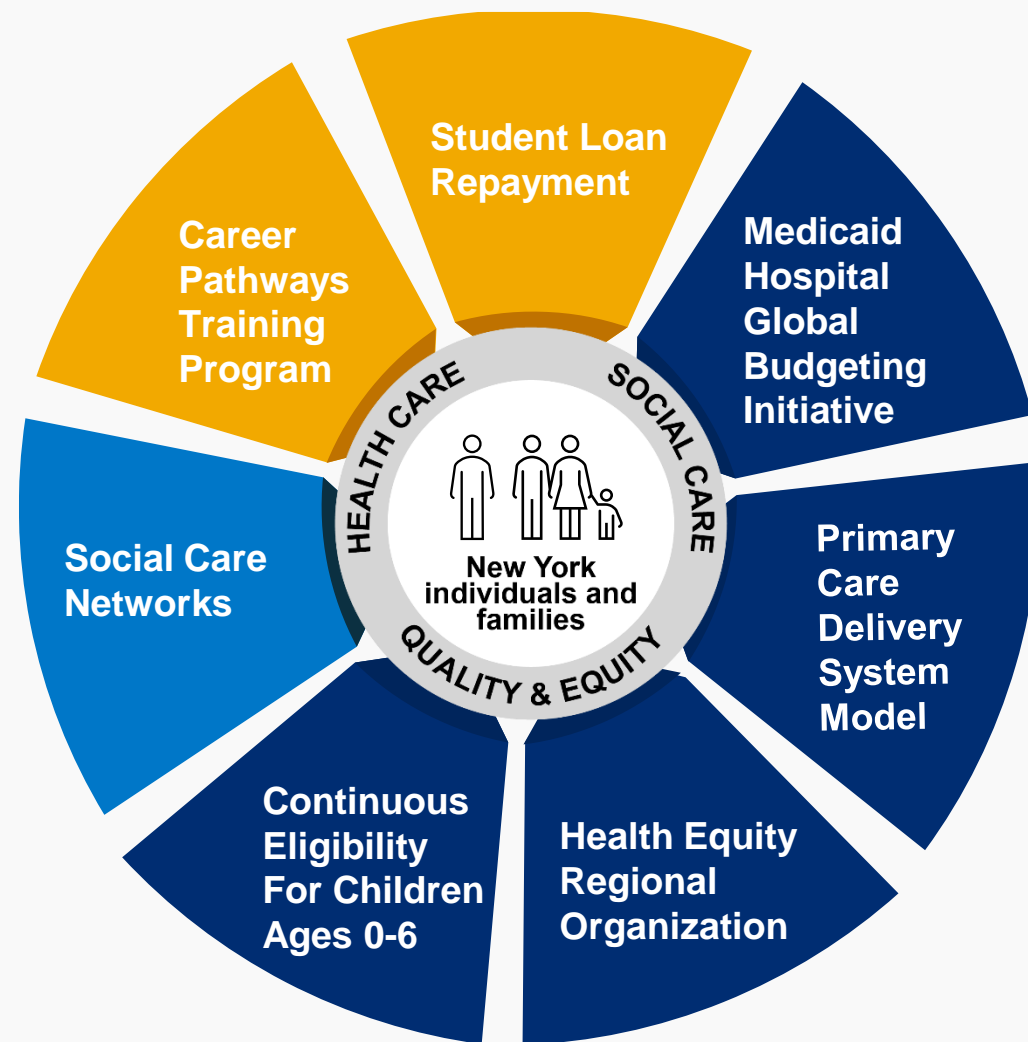 Student Loan
Repayment
Medicaid
Hospital
Global
Budgeting
Initiative
Primary
Care
Delivery
System
Model
Health Equity
Regional
Organization
Continuous
Eligibility
For Children
Ages 0-6
Social Care
Networks
Career
Pathways
Training
Program
HEALTH CARE
SOCIAL CARE
QUALITY & EQUITY
New York
individuals and
families